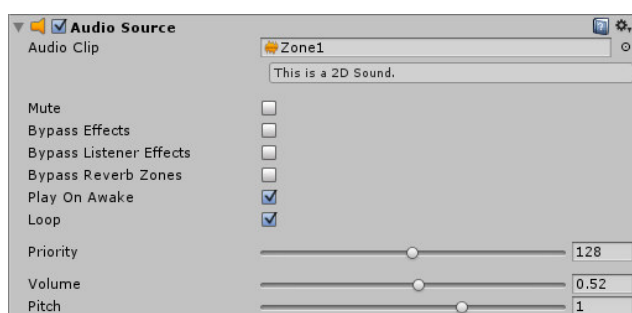 Audio Source
Audio Clip Zone1
This is a 2D Sound.
Mute
Bypass Effects
Bypass Listener Effects
Bypass Reverb Zones
Play On Awake
Loop
Priority 128
Volume 0.52
Pitch 1